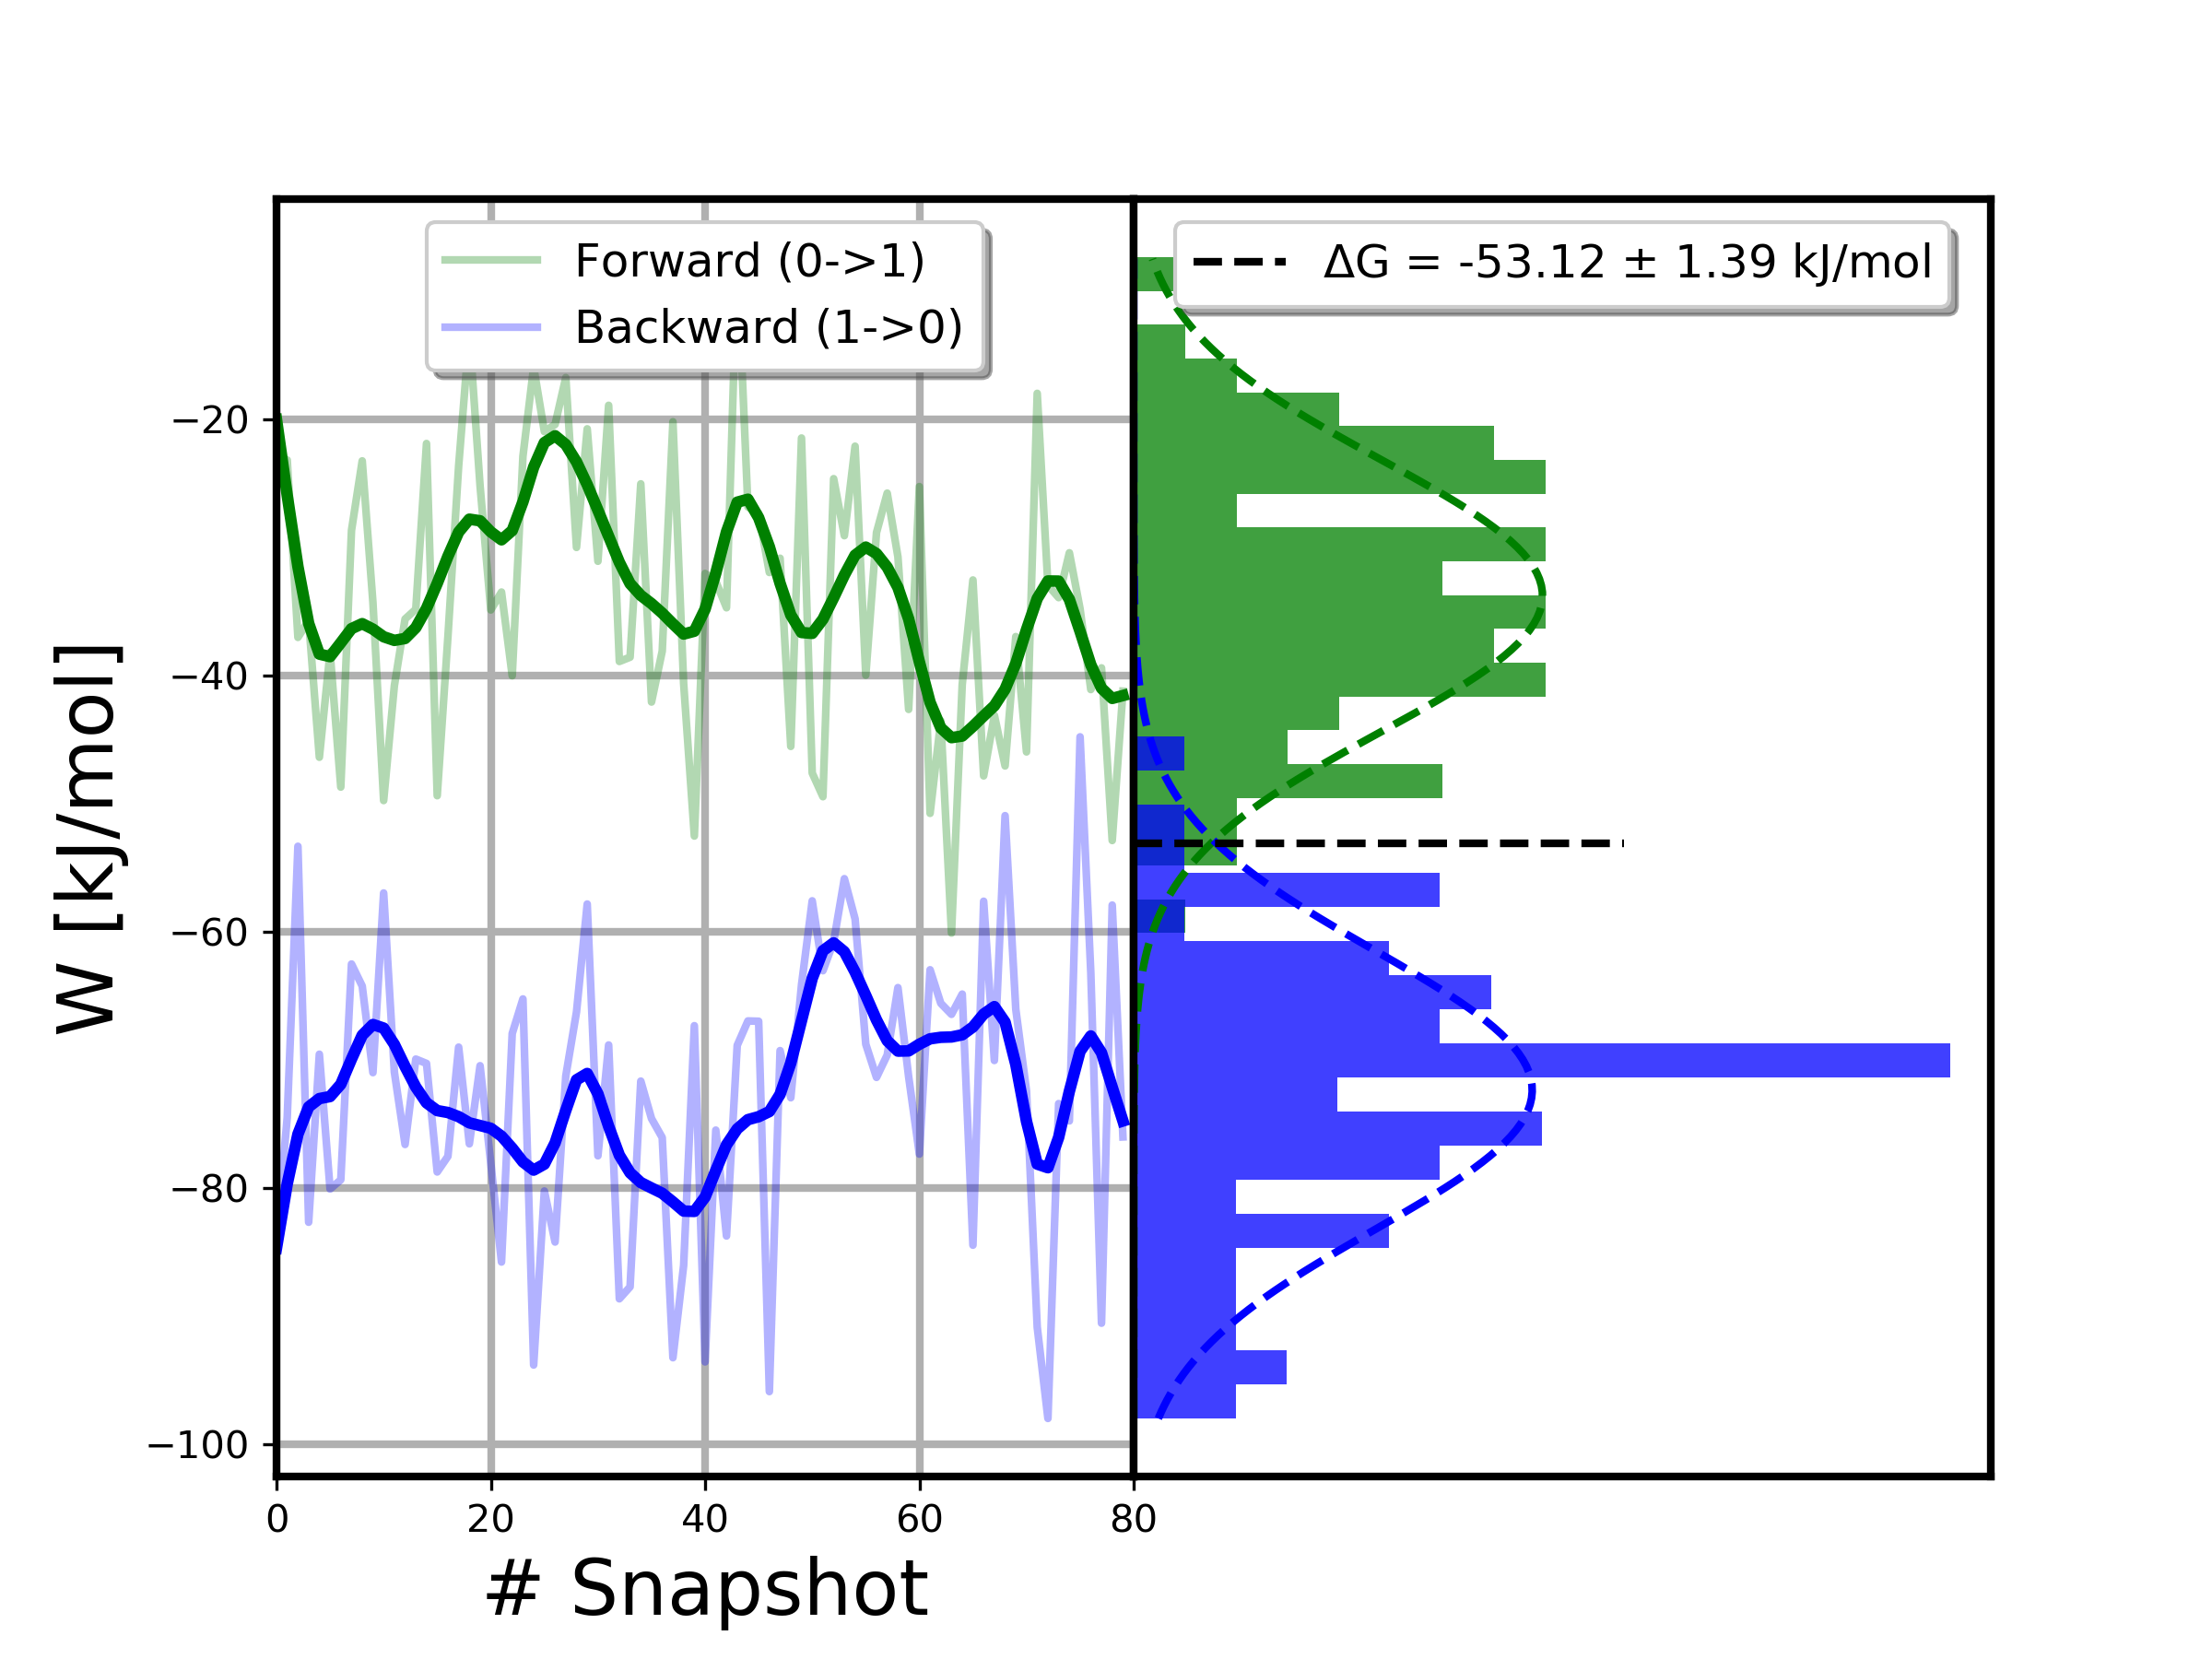 Forward (0->1)
Backward (1->0)
ΔG = -53.12 ± 1.39 kJ/mol
W [kJ/mol]
−20
−40
−60
−80
−100
0 20 40 60 80
# Snapshot